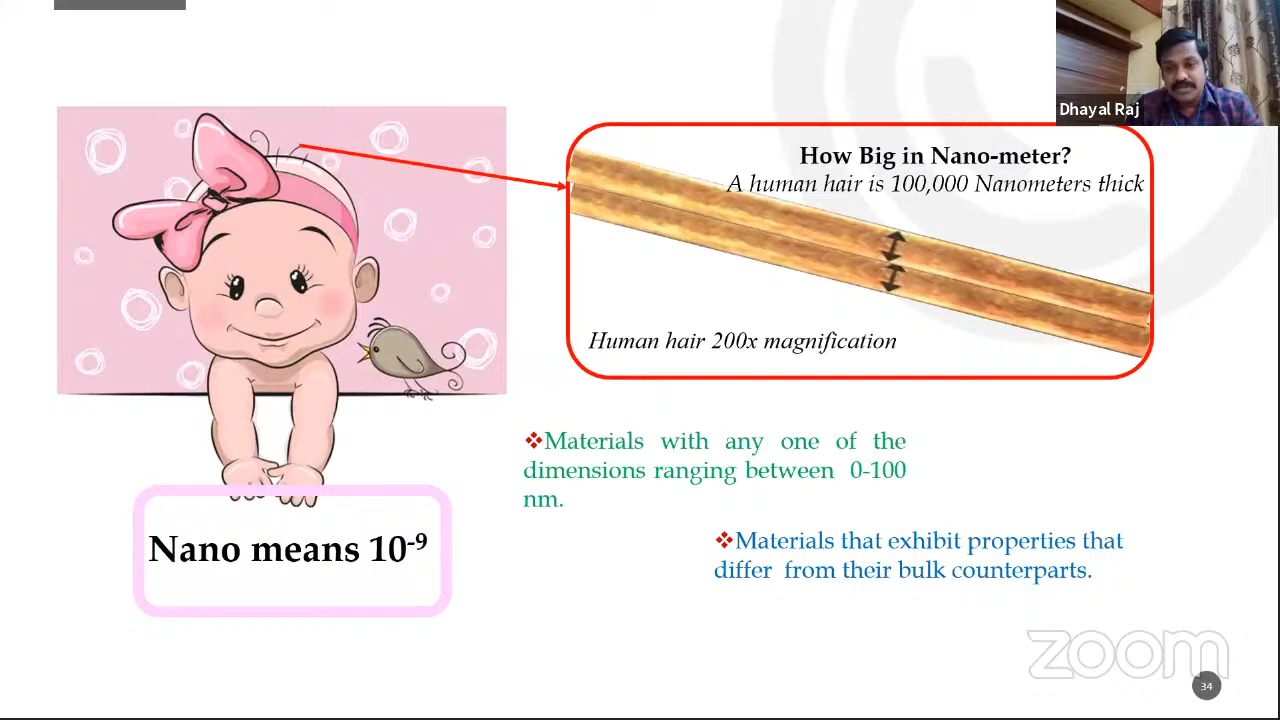 Dhayal Raj
How Big in Nano-meter?
A human hair is 100,000 Nanometers thick
Human hair 200x magnification
❖Materials with any one of the
dimensions ranging between 0-100
nm.
Nano means 10⁻⁹
❖Materials that exhibit properties that
differ from their bulk counterparts.
zoom
34